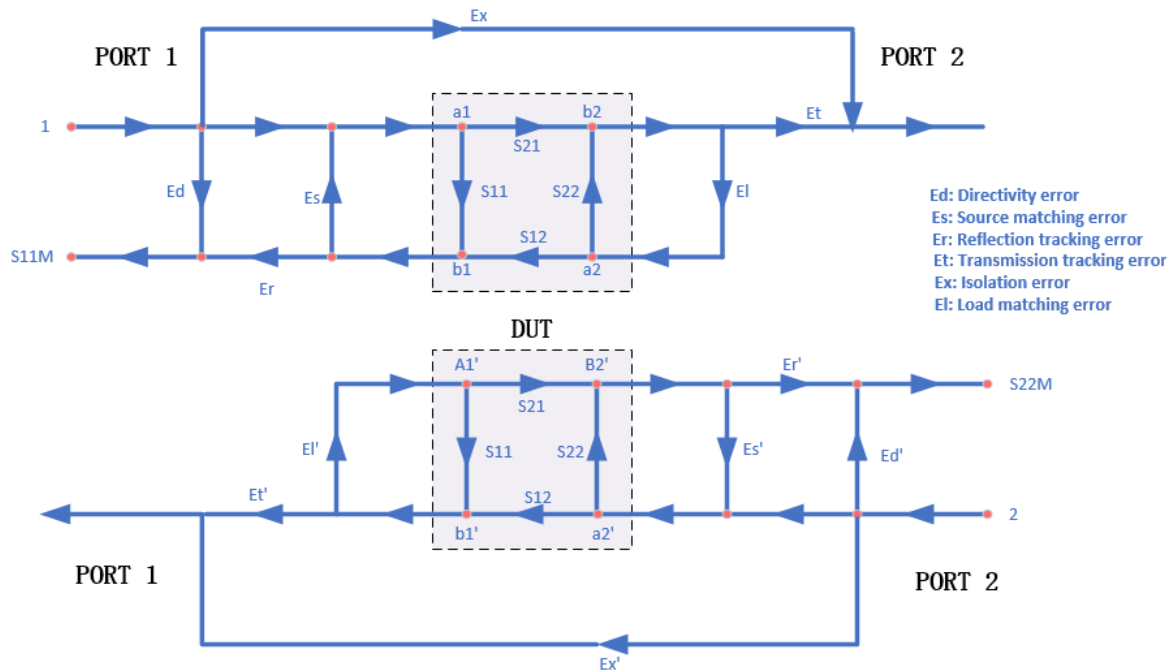 Ex
PORT 1
PORT 2
a1
b2
1
Et
S21
Ed
Es
S11
S22
El
S12
S11M
b1
a2
Er
Ed: Directivity error
Es: Source matching error
Er: Reflection tracking error
Et: Transmission tracking error
Ex: Isolation error
El: Load matching error
DUT
A1'
B2'
Er'
S22M
S21
El'
S11
S22
Es'
Ed'
Et'
S12
2
b1'
a2'
PORT 1
PORT 2
Ex'